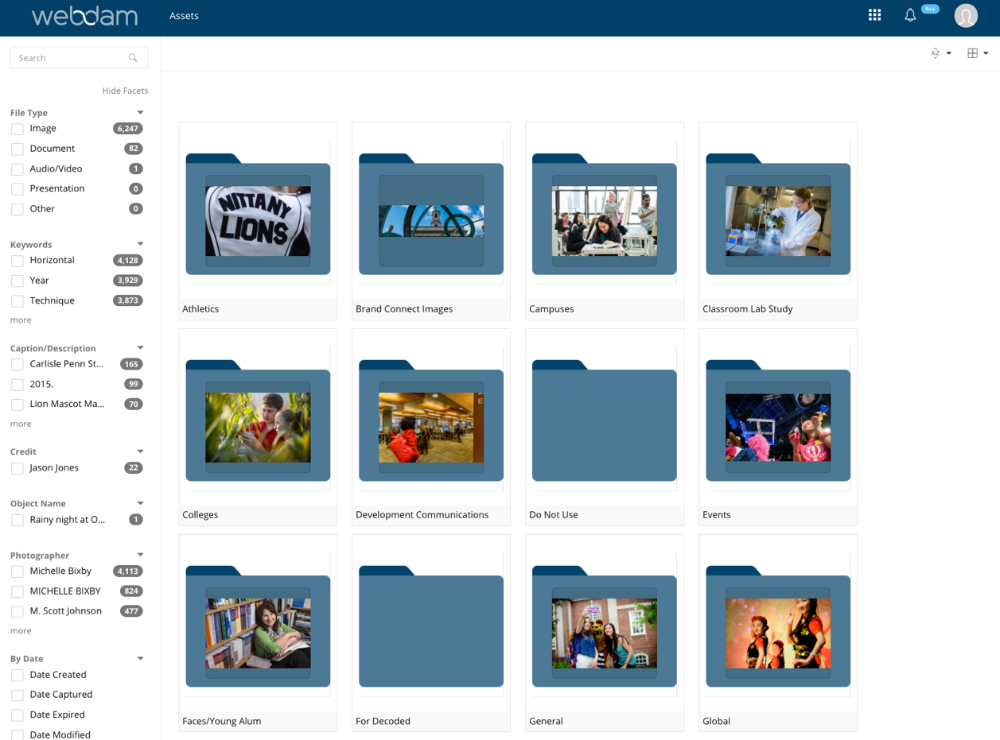 webdam
Assets
9++
Search
AZ
Hide Facets
File Type
Image 6,247
Document 82
Audio/Video 1
Presentation 0
Other 0
Keywords
Horizontal 4,128
Year 3,929
Technique 3,873
more
Caption/Description
Carlisle Penn St... 165
2015. 99
Lion Mascot Ma... 70
more
Credit
Jason Jones 22
Object Name
Rainy night at O... 1
Photographer
Michelle Bixby 4,113
MICHELLE BIXBY 824
M. Scott Johnson 477
more
By Date
Date Created
Date Captured
Date Expired
Date Modified
NITTANY
LIONS
Athletics
Brand Connect Images
Campuses
Classroom Lab Study
Colleges
Development Communications
Do Not Use
Events
Faces/Young Alum
For Decoded
General
Global